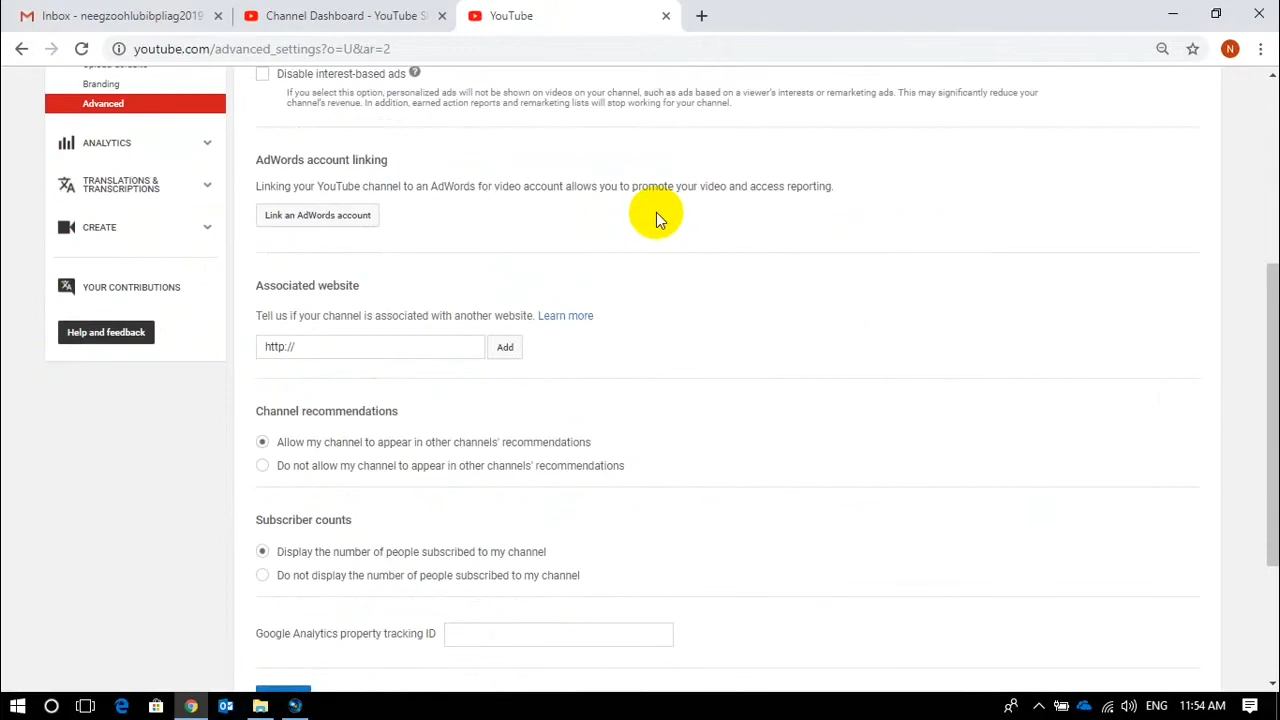 Inbox - neegzoohlubibpliag2019
Channel Dashboard - YouTube S
YouTube
youtube.com/advanced_settings?o=U&ar=2
N
Branding
Advanced
ANALYTICS
TRANSLATIONS &
TRANSCRIPTIONS
CREATE
YOUR CONTRIBUTIONS
Help and feedback
Disable interest-based ads ?
If you select this option, personalized ads will not be shown on videos on your channel, such as ads based on a viewer's interests or remarketing ads. This may significantly reduce your
channel's revenue. In addition, earned action reports and remarketing lists will stop working for your channel.
AdWords account linking
Linking your YouTube channel to an AdWords for video account allows you to promote your video and access reporting.
Link an AdWords account
Associated website
Tell us if your channel is associated with another website. Learn more
http:// Add
Channel recommendations
Allow my channel to appear in other channels' recommendations
Do not allow my channel to appear in other channels' recommendations
Subscriber counts
Display the number of people subscribed to my channel
Do not display the number of people subscribed to my channel
Google Analytics property tracking ID
ENG 11:54 AM